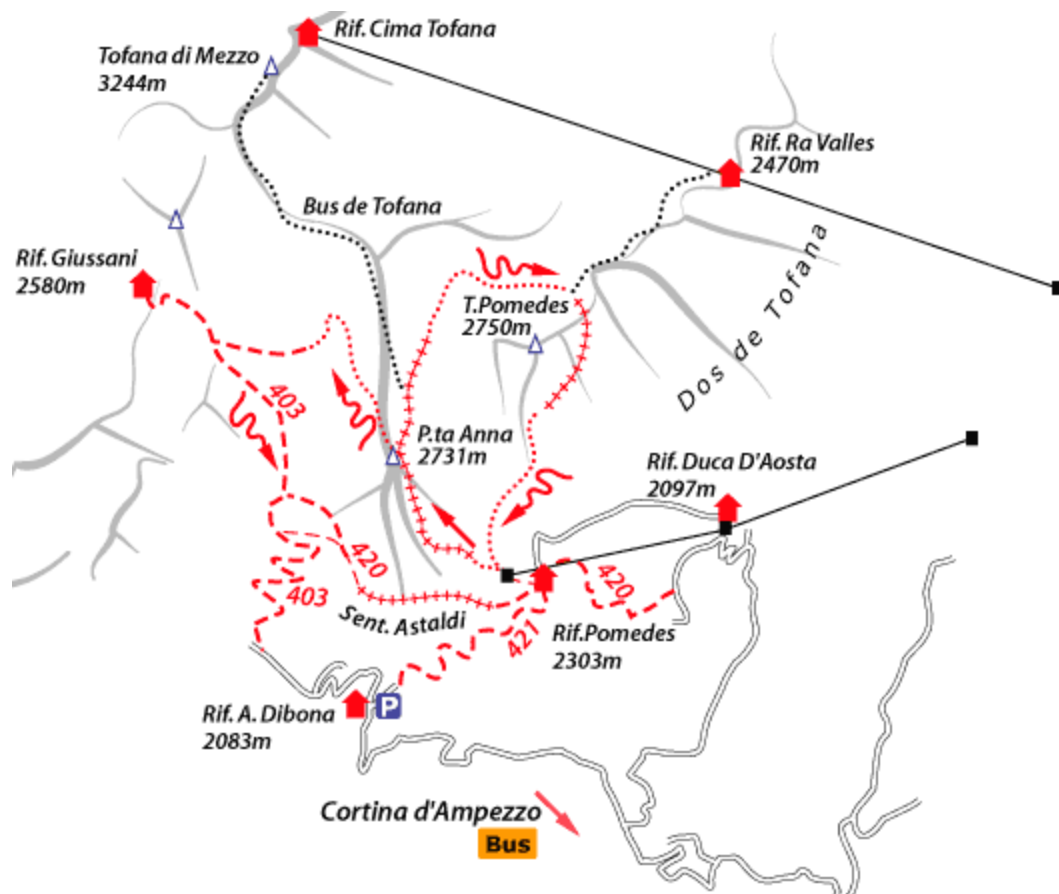 Rif. Cima Tofana
Tofana di Mezzo
3244m
Rif. Ra Valles
2470m
Bus de Tofana
Rif. Giussani
2580m
Dos de Tofana
T.Pomedes
2750m
403
P.ta Anna
2731m
Rif. Duca D'Aosta
2097m
420
403
420
Sent. Astaldi
421
Rif.Pomedes
2303m
Rif. A. Dibona
2083m
P
Cortina d'Ampezzo
Bus